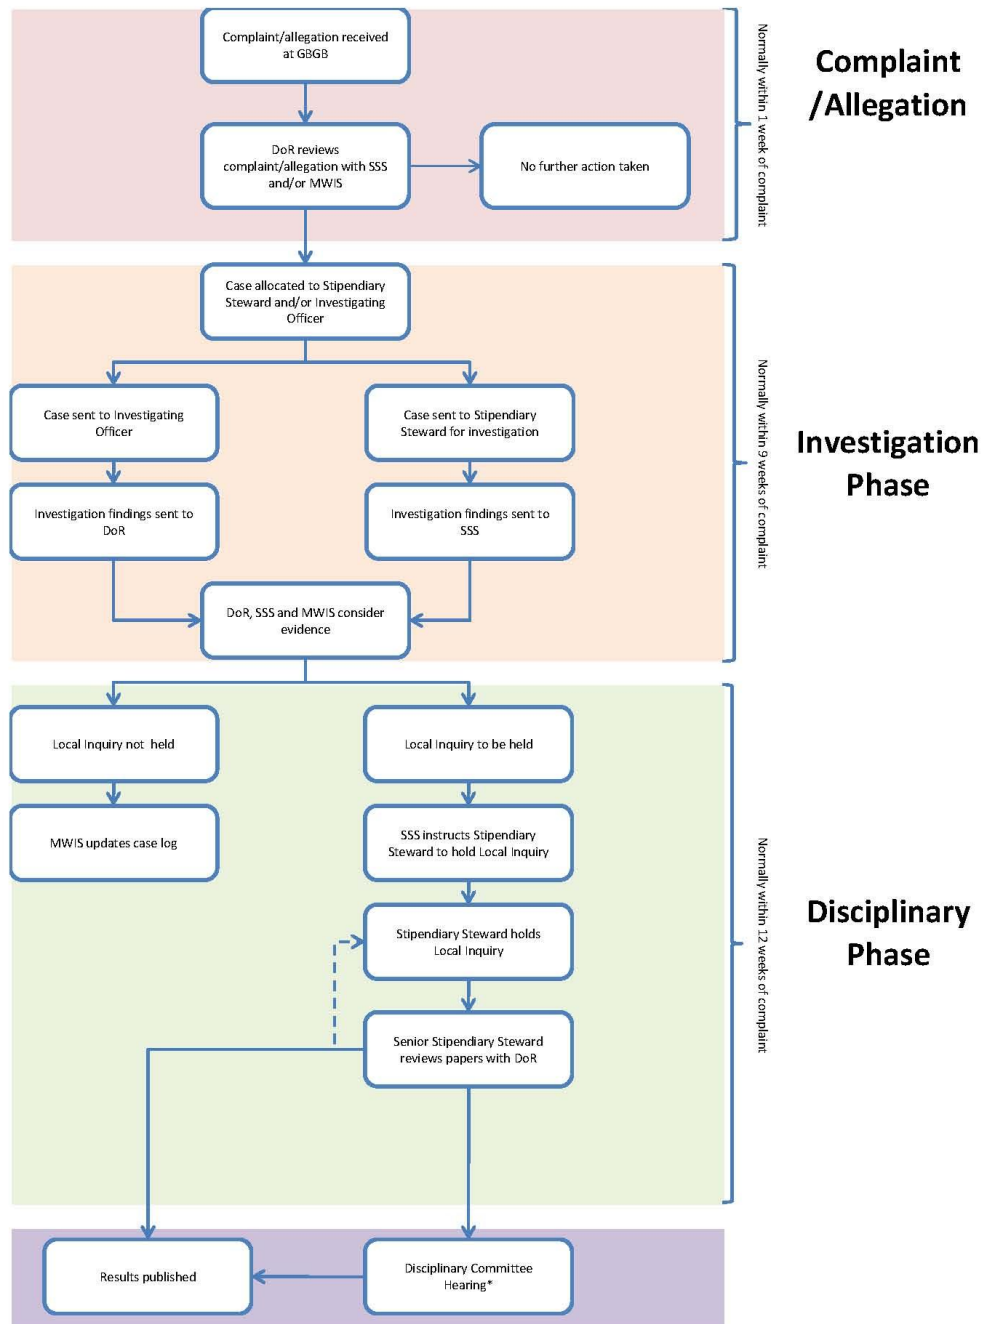 Complaint/allegation received
at GBGB
DoR reviews
complaint/allegation with SSS
and/or MWIS
No further action taken
Normally within 1 week of complaint
Complaint
/Allegation
Case allocated to Stipendiary
Steward and/or Investigating
Officer
Case sent to Investigating
Officer
Case sent to Stipendiary
Steward for investigation
Investigation findings sent to
DoR
Investigation findings sent to
SSS
DoR, SSS and MWIS consider
evidence
Normally within 9 weeks of complaint
Investigation
Phase
Local Inquiry not held
Local Inquiry to be held
MWIS updates case log
SSS instructs Stipendiary
Steward to hold Local Inquiry
Stipendiary Steward holds
Local Inquiry
Senior Stipendiary Steward
reviews papers with DoR
Normally within 12 weeks of complaint
Disciplinary
Phase
Results published
Disciplinary Committee
Hearing*